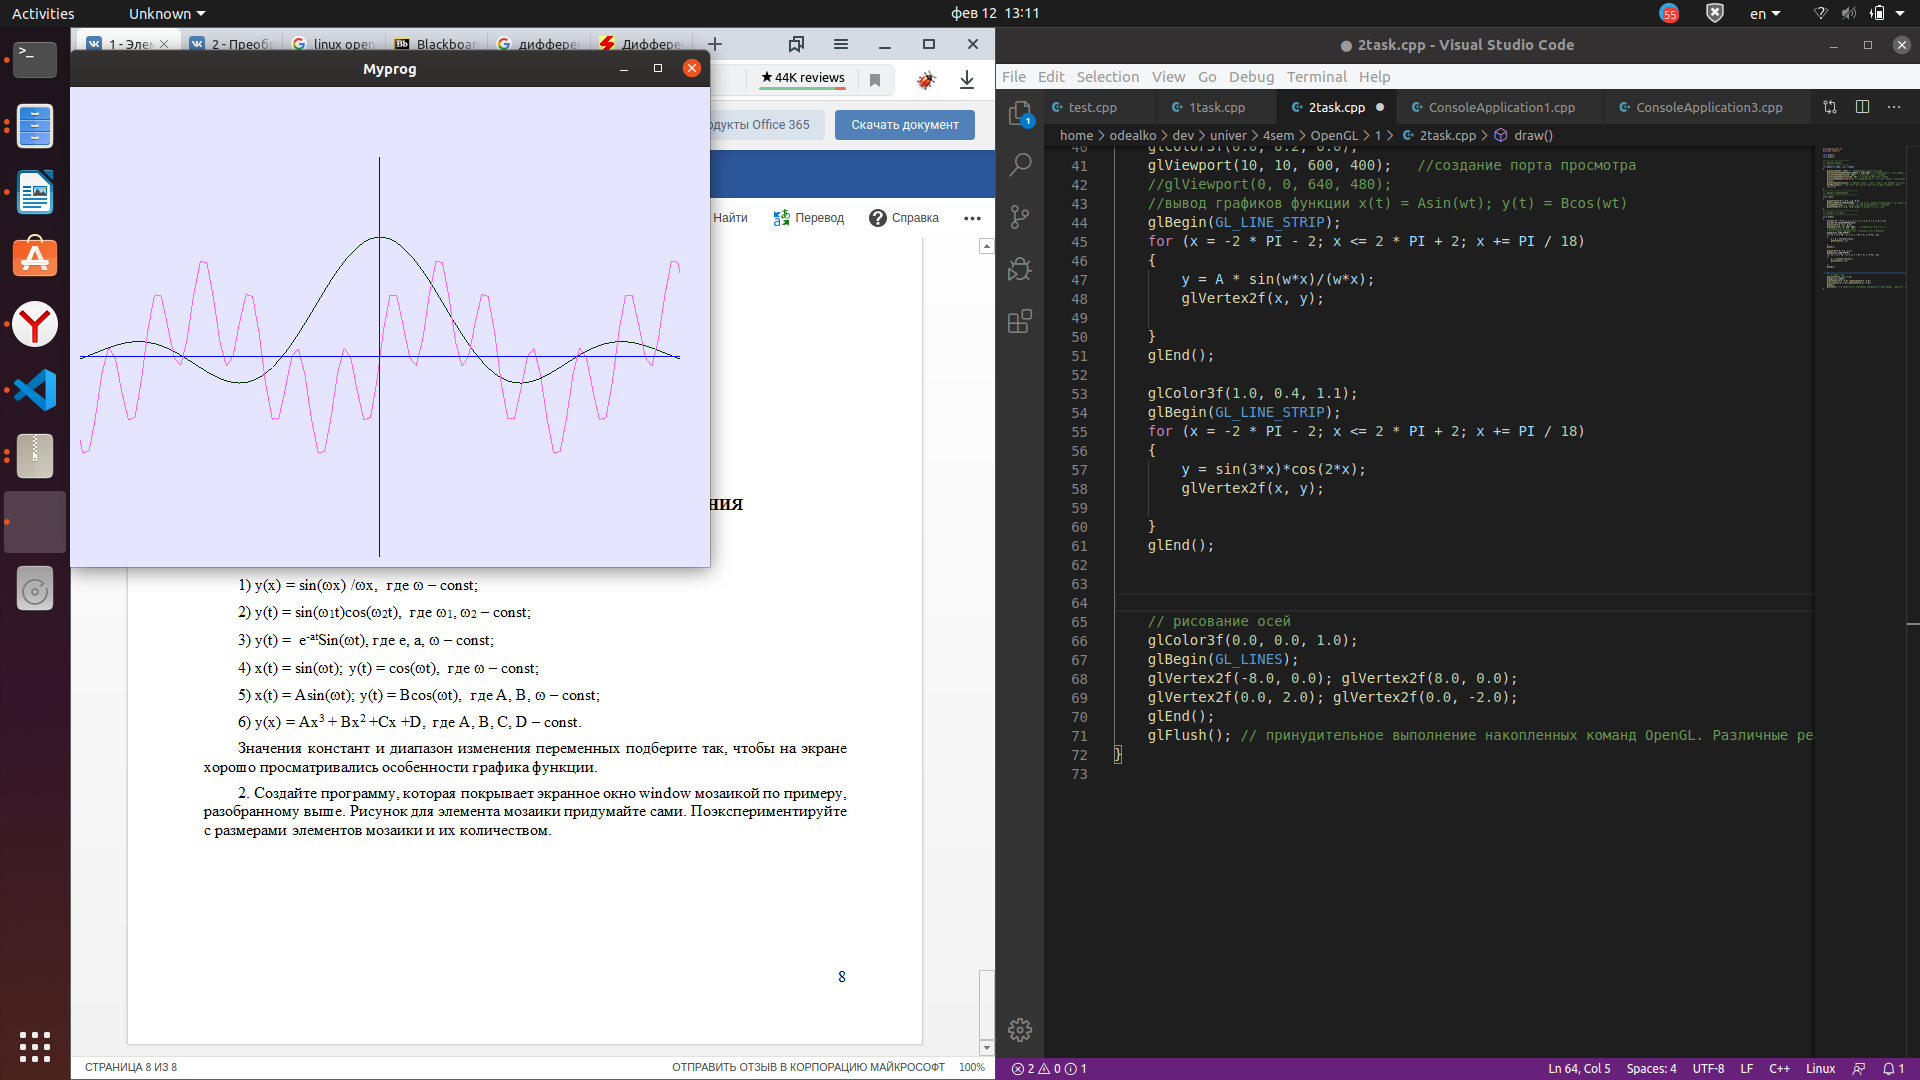 Activities
Unknown
фев 12 13:11
55
en
1 - Эле
2 - Преоб
linux open
Blackboar
дифферен
Диффере
★ 44K reviews
одукты Office 365
Скачать документ
Найти
Перевод
Справка
Myprog
ния
1) y(x) = sin(ωx) /ωx, где ω – const;
2) y(t) = sin(ω1t)cos(ω2t), где ω1, ω2 – const;
3) y(t) = e-atSin(ωt), где e, a, ω – const;
4) x(t) = sin(ωt); y(t) = cos(ωt), где ω – const;
5) x(t) = Asin(ωt); y(t) = Bcos(ωt), где A, B, ω – const;
6) y(x) = Ax3 + Bx2 +Cx +D, где A, B, C, D – const.
Значения констант и диапазон изменения переменных подберите так, чтобы на экране
хорошо просматривались особенности графика функции.
2. Создайте программу, которая покрывает экранное окно window мозаикой по примеру,
разобранному выше. Рисунок для элемента мозаики придумайте сами. Поэкспериментируйте
с размерами элементов мозаики и их количеством.
8
СТРАНИЦА 8 ИЗ 8
ОТПРАВИТЬ ОТЗЫВ В КОРПОРАЦИЮ МАЙКРОСОФТ 100%
● 2task.cpp - Visual Studio Code
File Edit Selection View Go Debug Terminal Help
1
test.cpp
1task.cpp
2task.cpp
ConsoleApplication1.cpp
ConsoleApplication3.cpp
home > odealko > dev > univer > 4sem > OpenGL > 1 > 2task.cpp > draw()
40 glColor3f(0.0, 0.2, 0.0);
41 glViewport(10, 10, 600, 400); //создание порта просмотра
42 //glViewport(0, 0, 640, 480);
43 //вывод графиков функции x(t) = Asin(wt); y(t) = Bcos(wt)
44 glBegin(GL_LINE_STRIP);
45 for (x = -2 * PI - 2; x <= 2 * PI + 2; x += PI / 18)
46 {
47 y = A * sin(w*x)/(w*x);
48 glVertex2f(x, y);
49
50 }
51 glEnd();
52
53 glColor3f(1.0, 0.4, 1.1);
54 glBegin(GL_LINE_STRIP);
55 for (x = -2 * PI - 2; x <= 2 * PI + 2; x += PI / 18)
56 {
57 y = sin(3*x)*cos(2*x);
58 glVertex2f(x, y);
59
60 }
61 glEnd();
62
63
64
65 // рисование осей
66 glColor3f(0.0, 0.0, 1.0);
67 glBegin(GL_LINES);
68 glVertex2f(-8.0, 0.0); glVertex2f(8.0, 0.0);
69 glVertex2f(0.0, 2.0); glVertex2f(0.0, -2.0);
70 glEnd();
71 glFlush(); // принудительное выполнение накопленных команд OpenGL. Различные ре
72 }
73
2 0 1
Ln 64, Col 5 Spaces: 4 UTF-8 LF C++ Linux 1